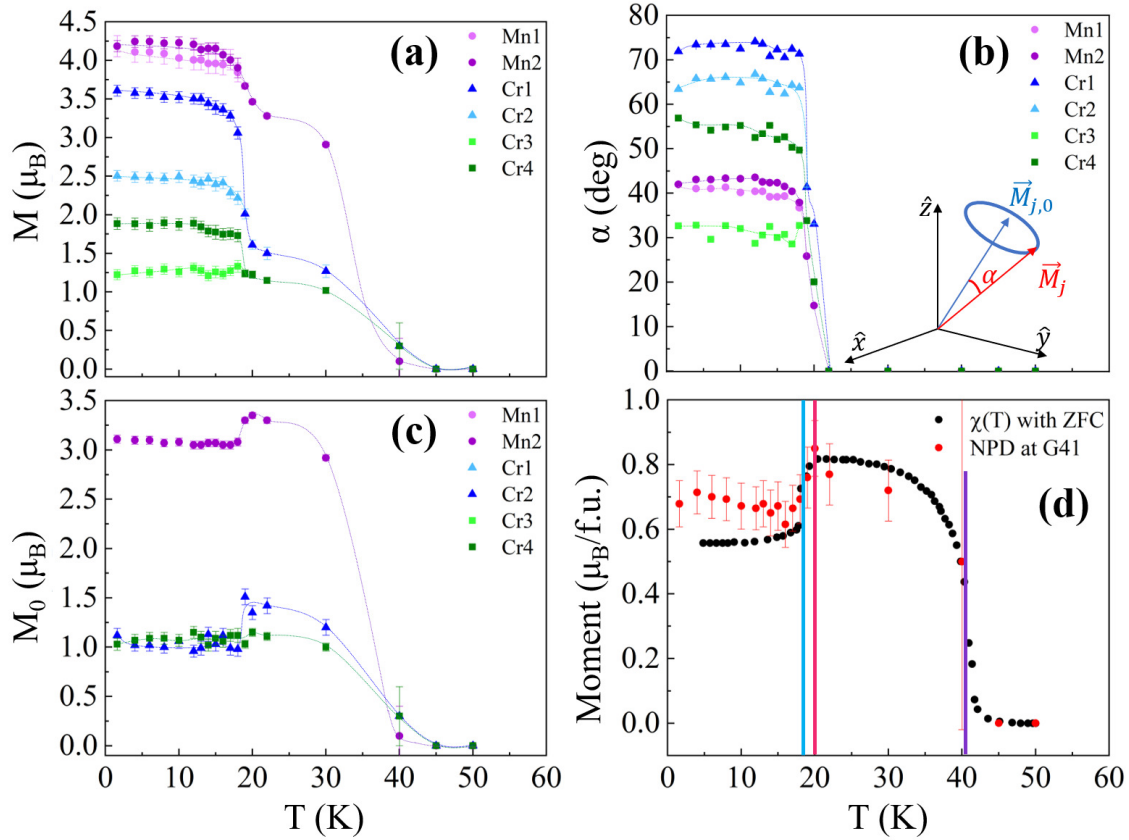 4.5
4.0
3.5
3.0
2.5
2.0
1.5
1.0
0.5
0.0
M (μB)
(a)
Mn1
Mn2
Cr1
Cr2
Cr3
Cr4
80
70
60
50
40
30
20
10
0
α (deg)
(b)
Mn1
Mn2
Cr1
Cr2
Cr3
Cr4
ẑ
M⃗j,0
α
M⃗j
x̂
ŷ
3.5
3.0
2.5
2.0
1.5
1.0
0.5
0.0
M0 (μB)
(c)
Mn1
Mn2
Cr1
Cr2
Cr3
Cr4
0 10 20 30 40 50 60
T (K)
1.0
0.8
0.6
0.4
0.2
0.0
Moment (μB/f.u.)
χ(T) with ZFC
NPD at G41
(d)
0 10 20 30 40 50 60
T (K)